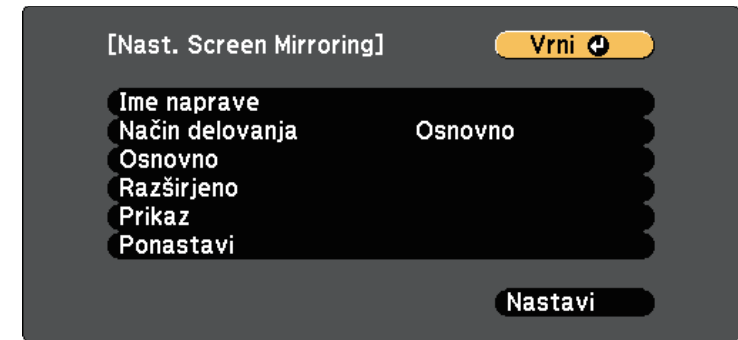 [Nast. Screen Mirroring] Vrni
Ime naprave
Način delovanja Osnovno
Osnovno
Razširjeno
Prikaz
Ponastavi
Nastavi